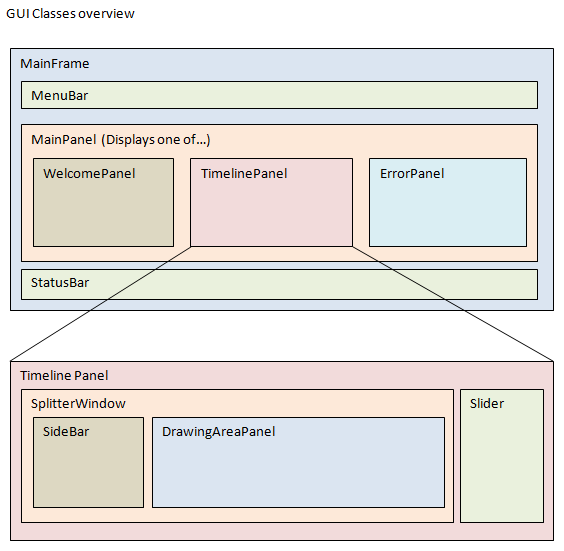 GUI Classes overview
MainFrame
MenuBar
MainPanel (Displays one of...)
WelcomePanel
TimelinePanel
ErrorPanel
StatusBar
Timeline Panel
SplitterWindow
Slider
SideBar
DrawingAreaPanel